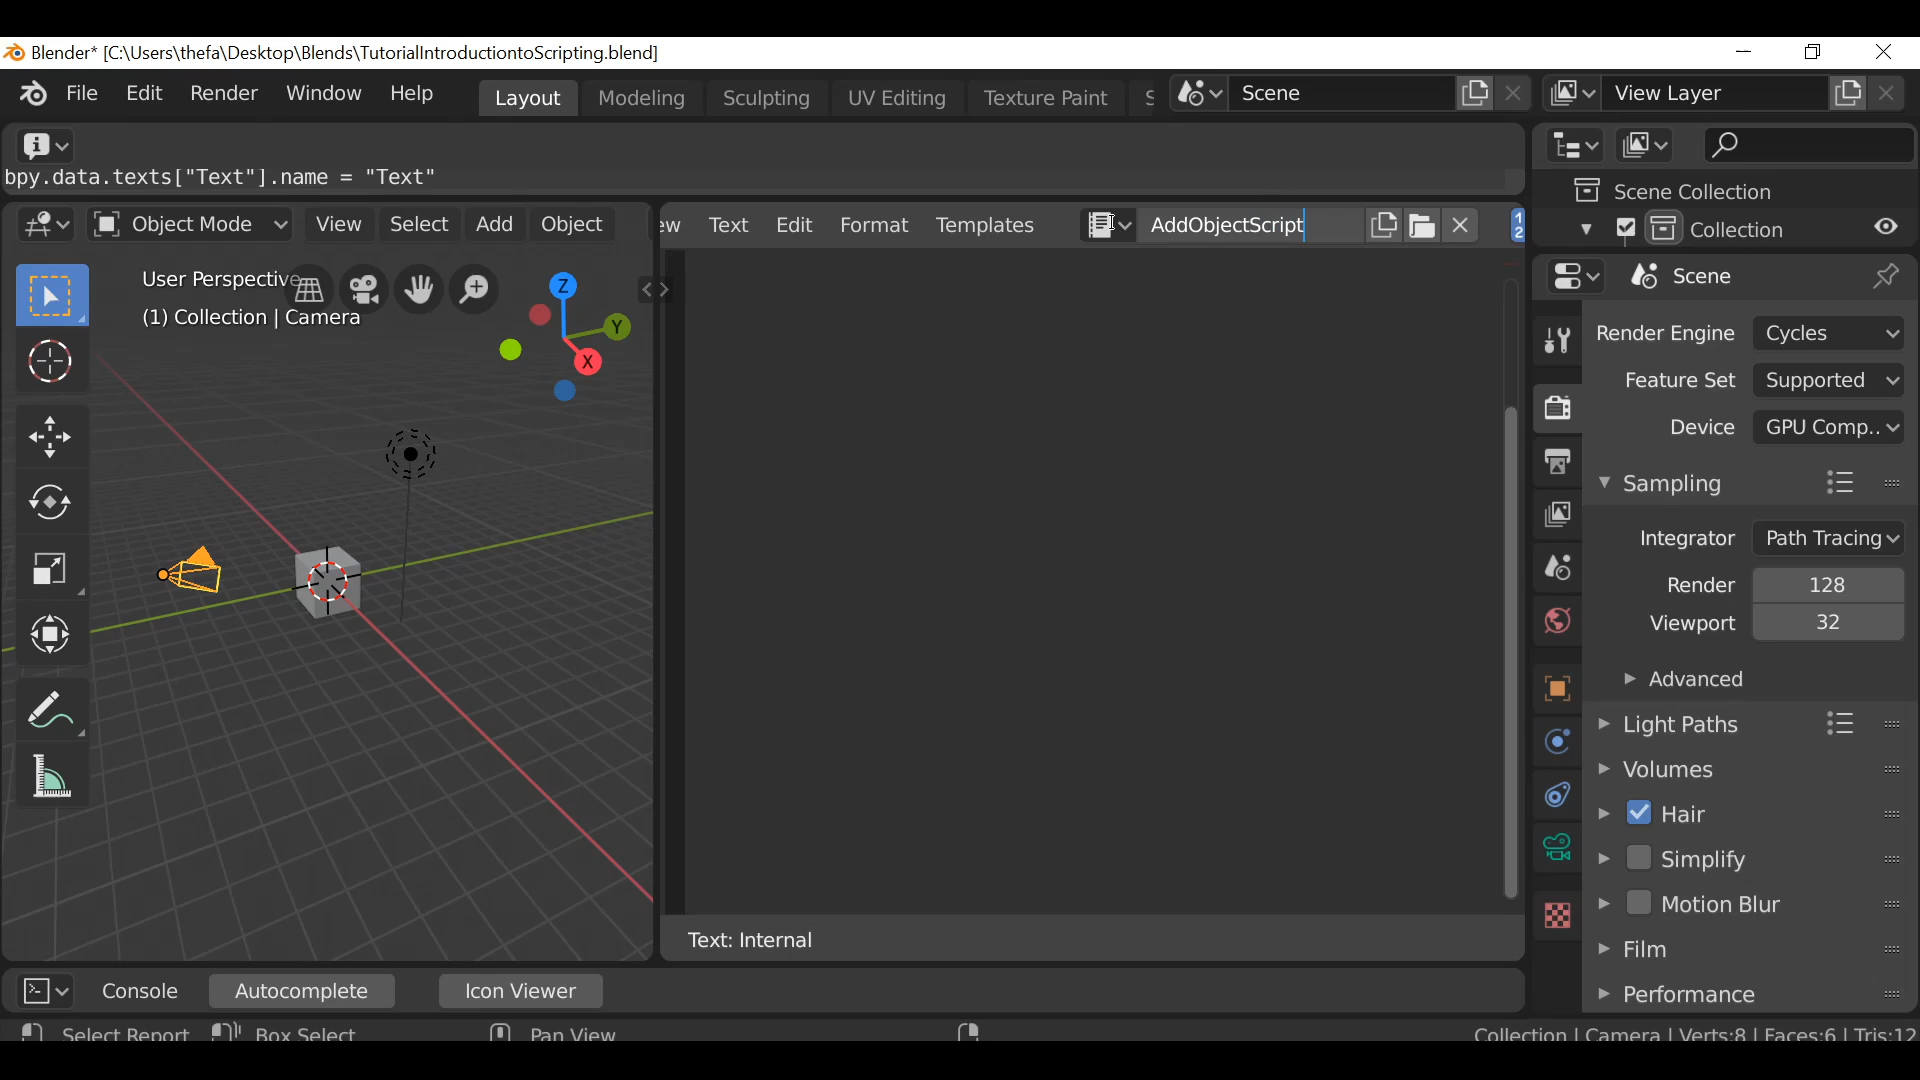 Blender* [C:\Users\thefa\Desktop\Blends\TutorialIntroductiontoScripting.blend]
File Edit Render Window Help Layout Modeling Sculpting UV Editing Texture Paint S Scene View Layer
bpy.data.texts["Text"].name = "Text"
Scene Collection
Collection
Object Mode View Select Add Object
ew Text Edit Format Templates AddObjectScript
1
2
User Perspective
(1) Collection | Camera
Z
Y
X
Scene
Render Engine Cycles
Feature Set Supported
Device GPU Comp..
Sampling
Integrator Path Tracing
Render 128
Viewport 32
Advanced
Light Paths
Volumes
Hair
Simplify
Motion Blur
Film
Performance
Text: Internal
Console Autocomplete Icon Viewer
Select Report Box Select Pan View Collection | Camera | Verts:8 | Faces:6 | Tris:12